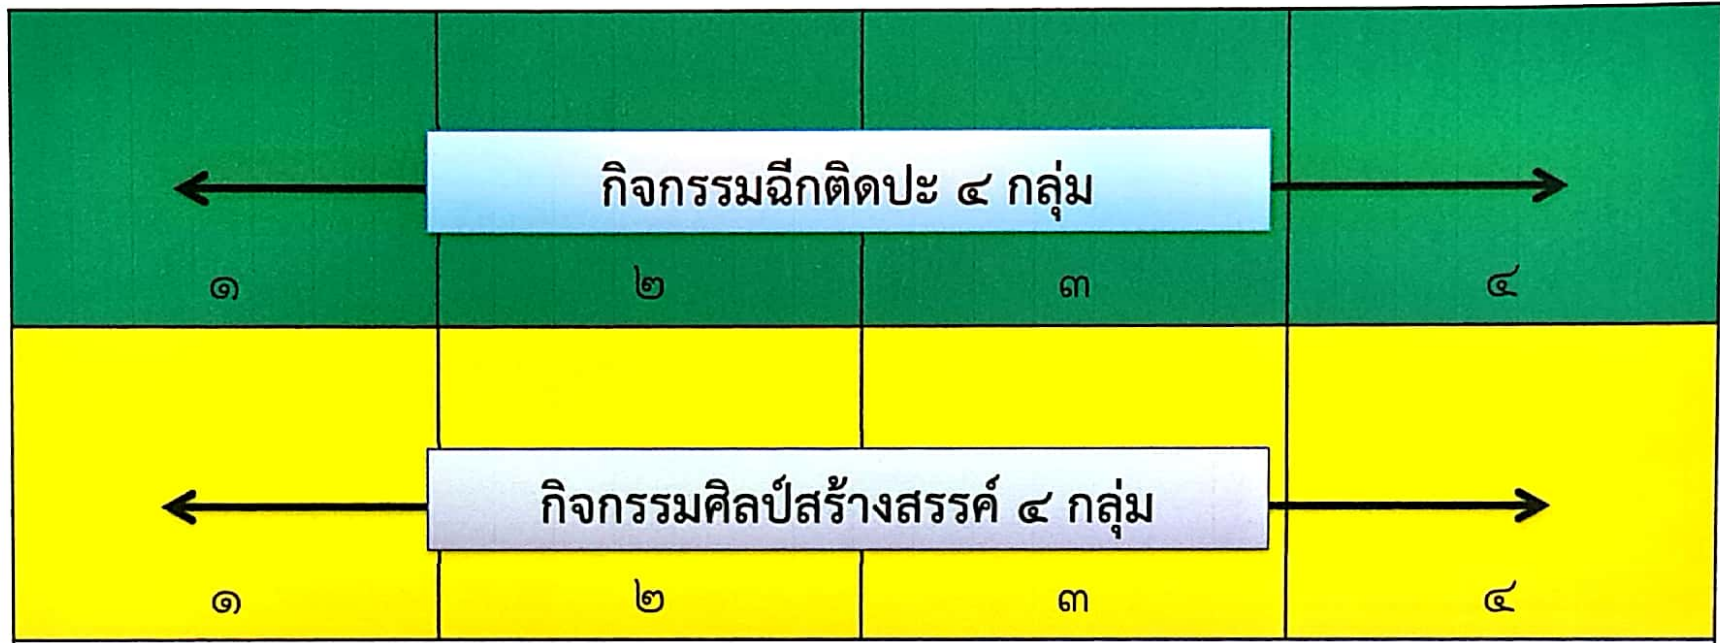 กิจกรรมฉีกติดปะ ๔ กลุ่ม
๑ ๒ ๓ ๔
กิจกรรมศิลป์สร้างสรรค์ ๔ กลุ่ม
๑ ๒ ๓ ๔